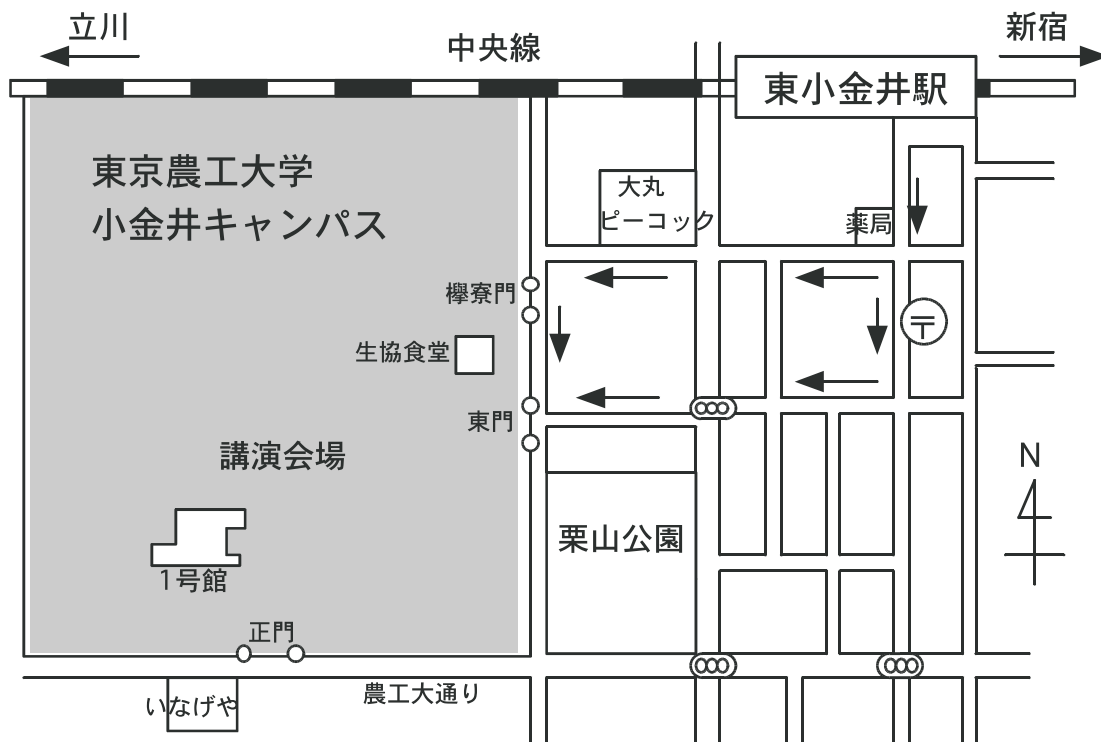 立川
中央線
新宿
東小金井駅
東京農工大学
小金井キャンパス
大丸
ピーコック
薬局
欅寮門
〒
生協食堂
東門
講演会場
N
栗山公園
1号館
正門
農工大通り
いなげや